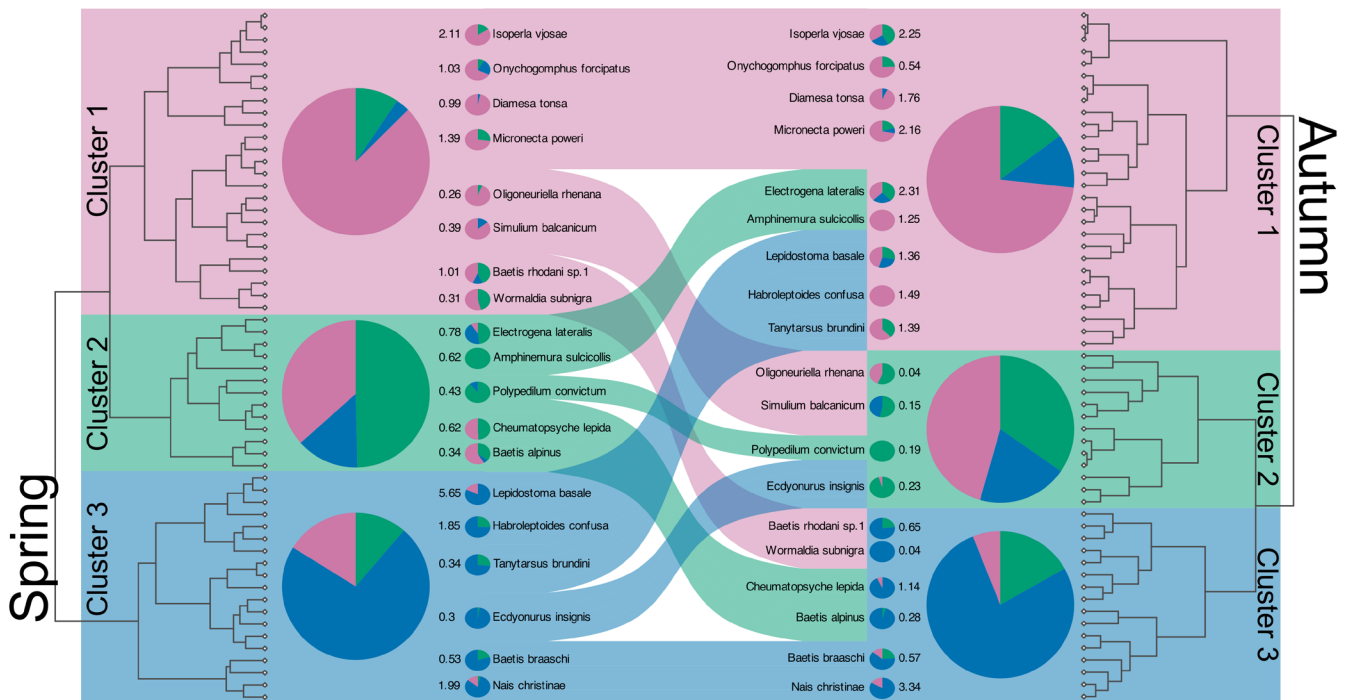 Spring
Cluster 1
2.11 Isoperla vjosae
1.03 Onychogomphus forcipatus
0.99 Diamesa tonsa
1.39 Micronecta poweri
0.26 Oligoneuriella rhenana
0.39 Simulium balcanicum
1.01 Baetis rhodani sp.1
0.31 Wormaldia subnigra
Cluster 2
0.78 Electrogena lateralis
0.62 Amphinemura sulcicollis
0.43 Polypedilum convictum
0.62 Cheumatopsyche lepida
0.34 Baetis alpinus
Cluster 3
5.65 Lepidostoma basale
1.85 Habroleptoides confusa
0.34 Tanytarsus brundini
0.3 Ecdyonurus insignis
0.53 Baetis braaschi
1.99 Nais christinae
Autumn
Cluster 1
Isoperla vjosae 2.25
Onychogomphus forcipatus 0.54
Diamesa tonsa 1.76
Micronecta poweri 2.16
Electrogena lateralis 2.31
Amphinemura sulcicollis 1.25
Lepidostoma basale 1.36
Habroleptoides confusa 1.49
Tanytarsus brundini 1.39
Cluster 2
Oligoneuriella rhenana 0.04
Simulium balcanicum 0.15
Polypedilum convictum 0.19
Ecdyonurus insignis 0.23
Cluster 3
Baetis rhodani sp.1 0.65
Wormaldia subnigra 0.04
Cheumatopsyche lepida 1.14
Baetis alpinus 0.28
Baetis braaschi 0.57
Nais christinae 3.34